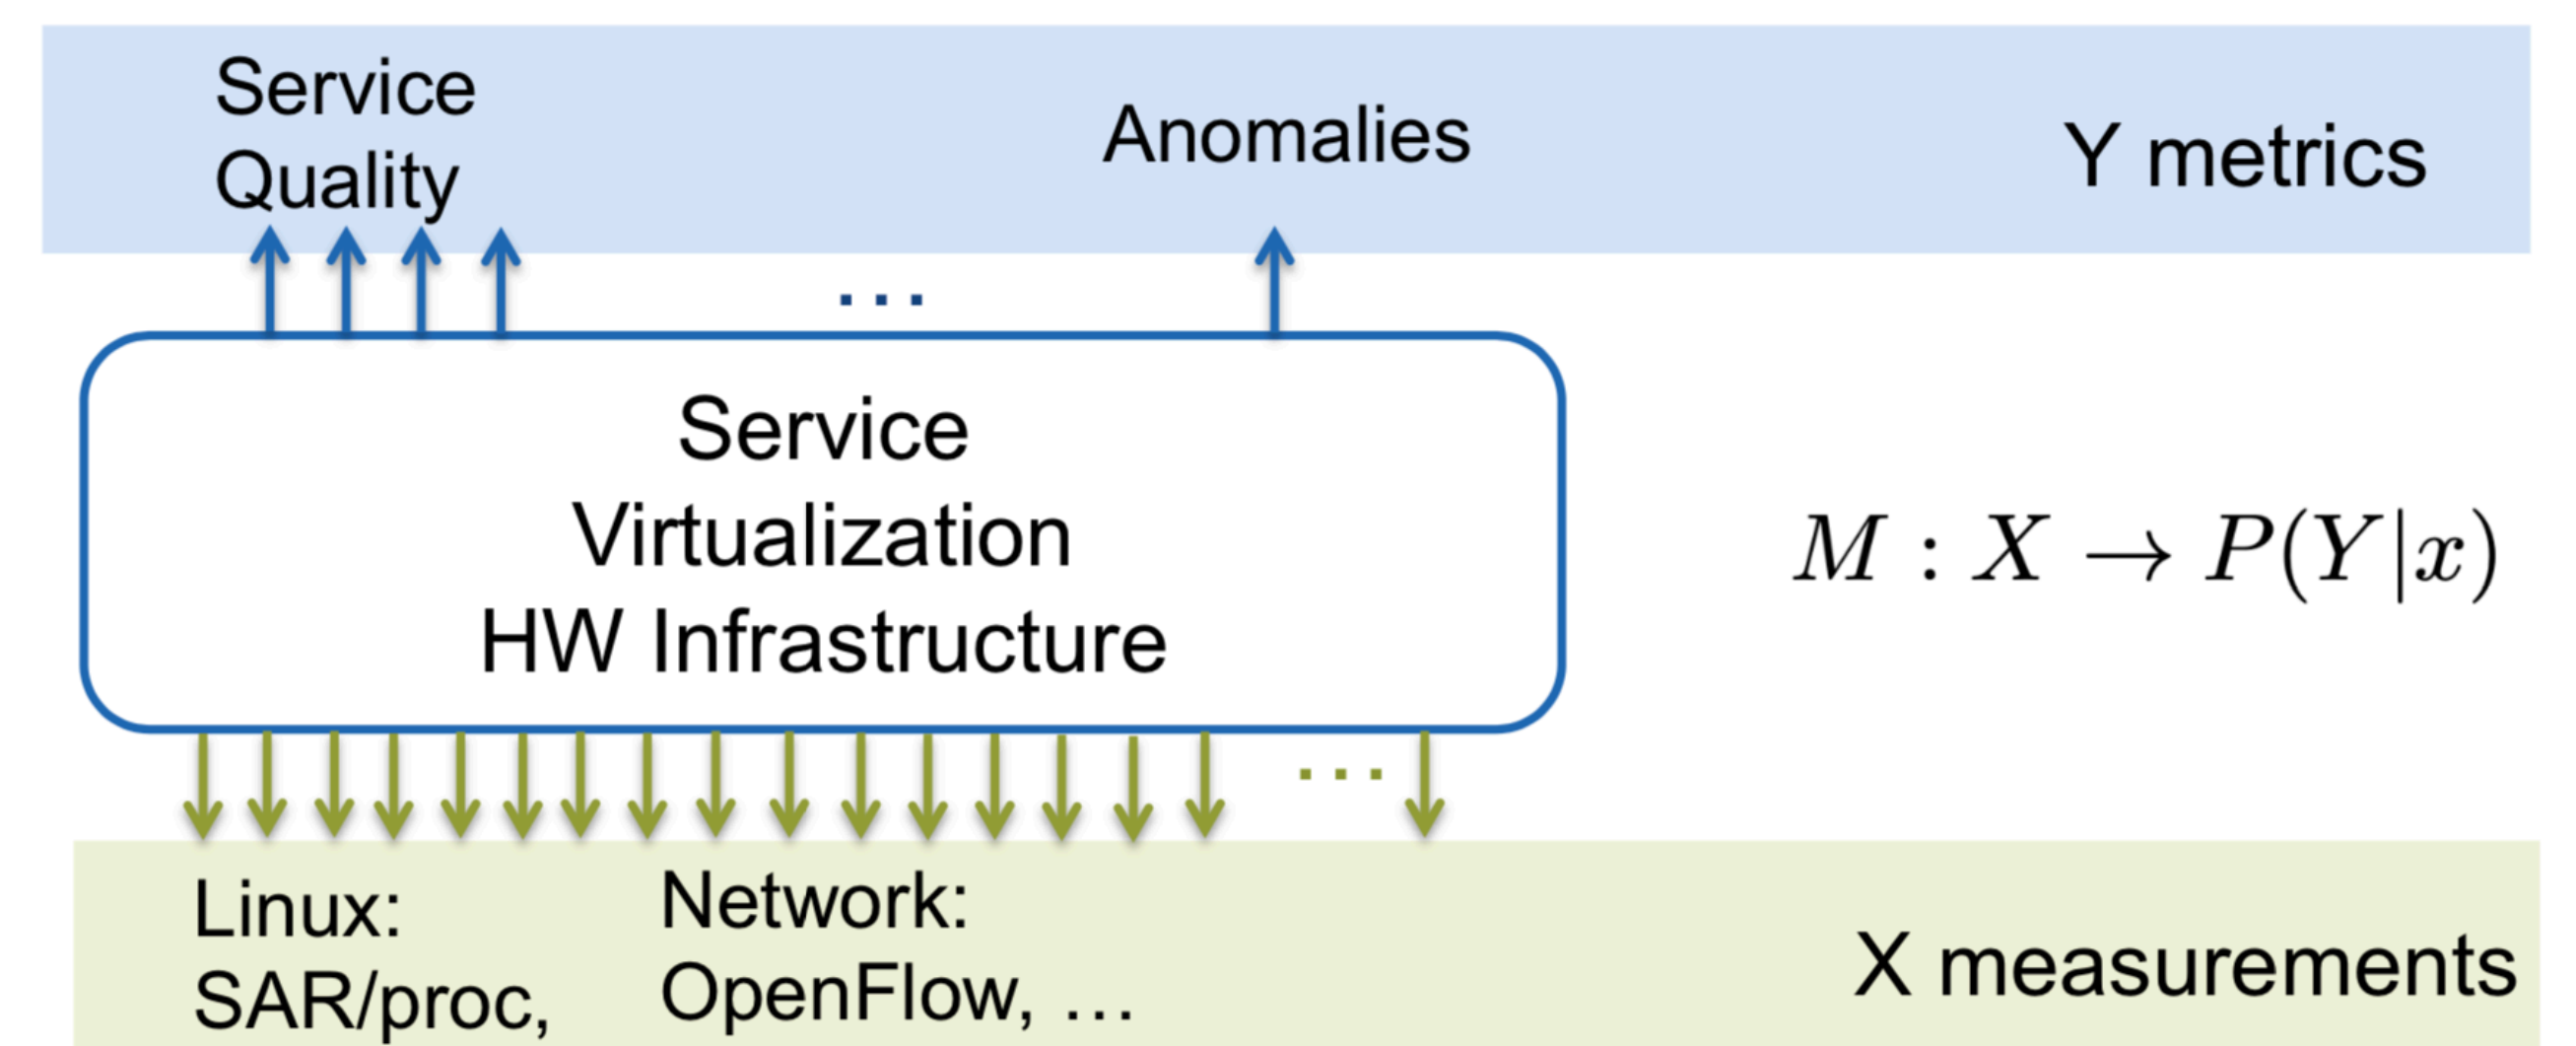 Service
Quality
Anomalies
Y metrics
...
Service
Virtualization
HW Infrastructure
M : X → P(Y|x)
...
Linux:
SAR/proc,
Network:
OpenFlow, ...
X measurements